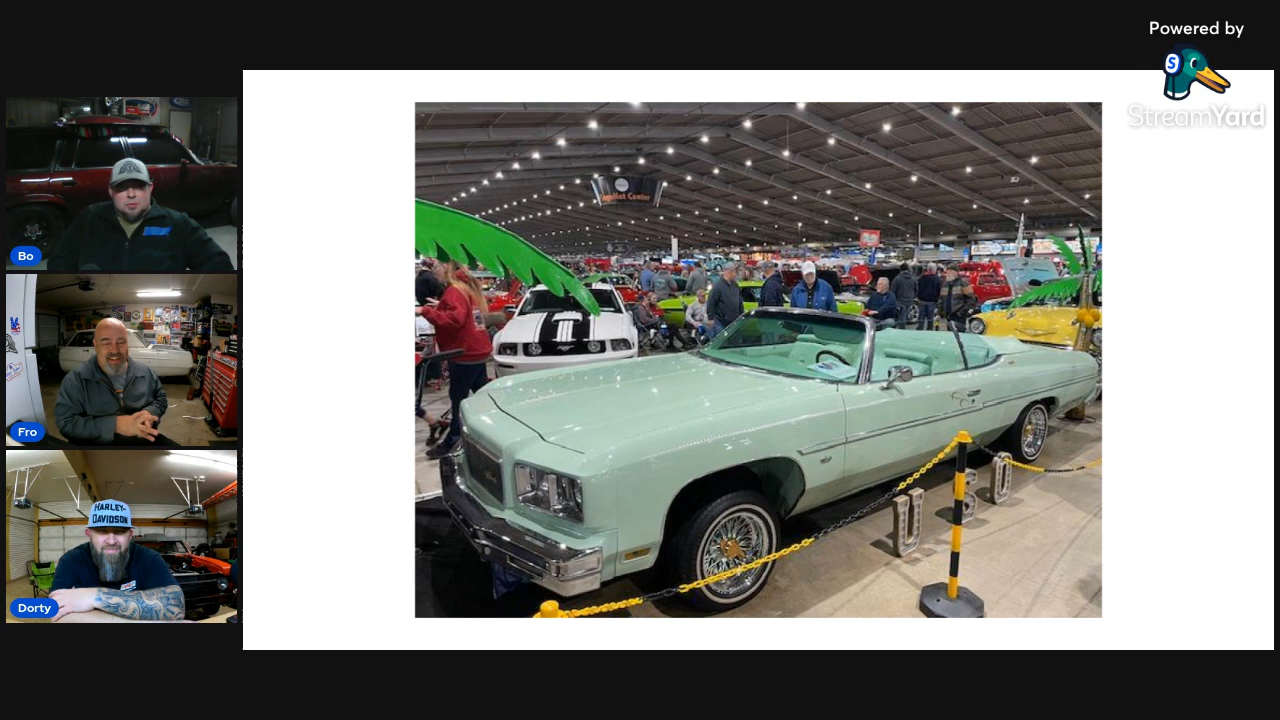 Powered by
S
StreamYard
Bo
Fro
HARLEY-
DAVIDSON
Dorty